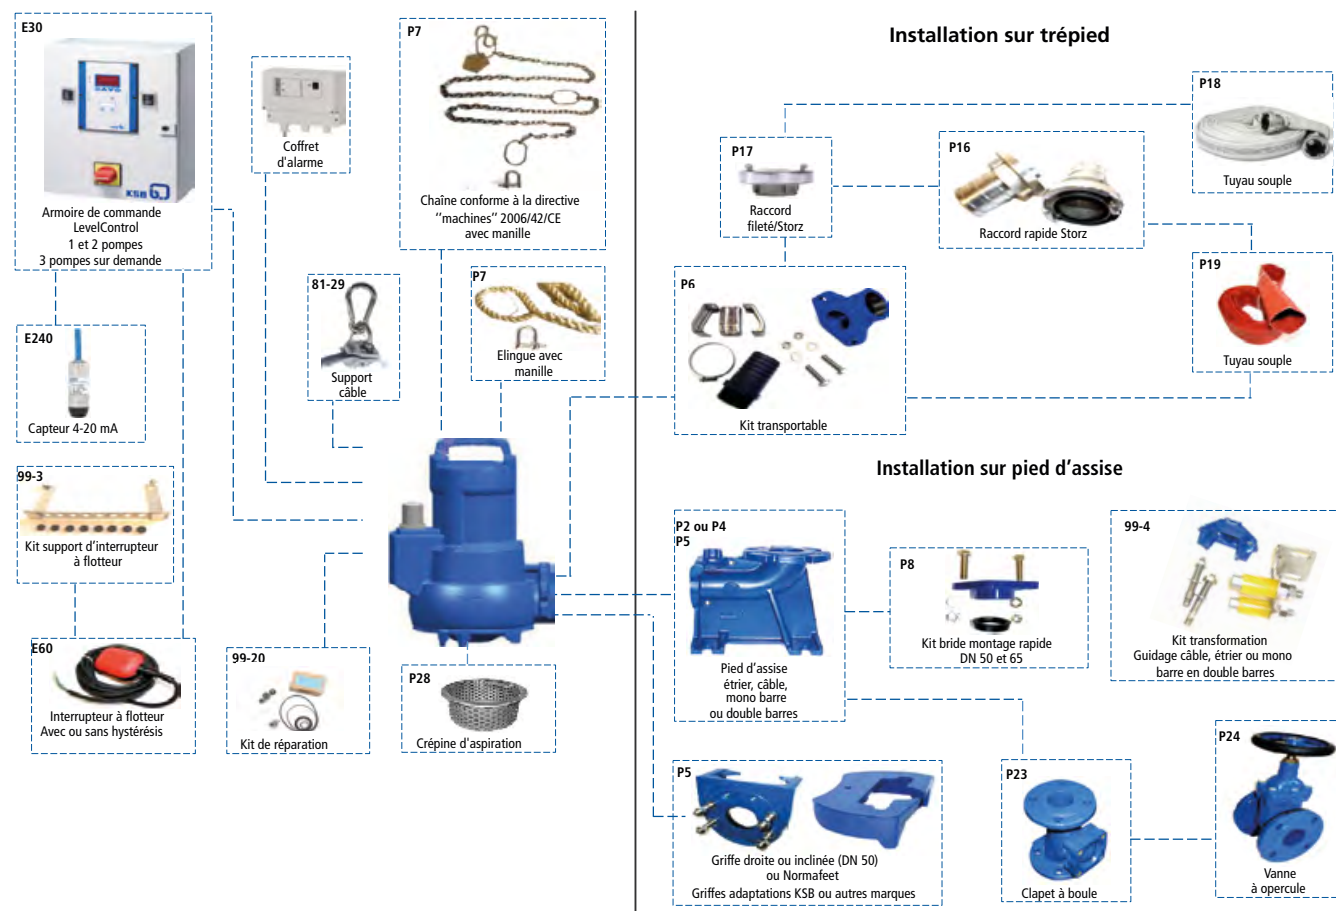 E30
KSB
Armoire de commande
LevelControl
1 et 2 pompes
3 pompes sur demande
Coffret
d'alarme
P7
Chaîne conforme à la directive
"machines" 2006/42/CE
avec manille
81-29
Support
câble
P7
Elingue avec
manille
E240
Capteur 4-20 mA
99-3
Kit support d'interrupteur
à flotteur
E60
Interrupteur à flotteur
Avec ou sans hystérésis
99-20
Kit de réparation
P28
Crépine d'aspiration
Installation sur trépied
P18
Tuyau souple
P17
Raccord
fileté/Storz
P16
Raccord rapide Storz
P19
Tuyau souple
P6
Kit transportable
Installation sur pied d'assise
P2 ou P4
P5
Pied d'assise
étrier, câble,
mono barre
ou double barres
P8
Kit bride montage rapide
DN 50 et 65
99-4
Kit transformation
Guidage câble, étrier ou mono
barre en double barres
P5
Griffe droite ou inclinée (DN 50)
ou Normafeet
Griffes adaptations KSB ou autres marques
P23
Clapet à boule
P24
Vanne
à opercule